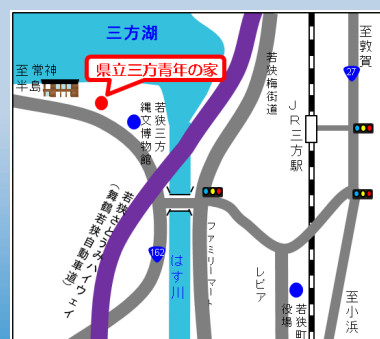 三方湖
至敦賀
27
至常神
半島
県立三方青年の家
若狭梅街道
JR三方駅
若狭三方
縄文博物館
若狭さとうみハイウェイ
(舞鶴若狭自動車道)
162
はす川
ファミリーマート
レピア
若狭町
役場
至小浜